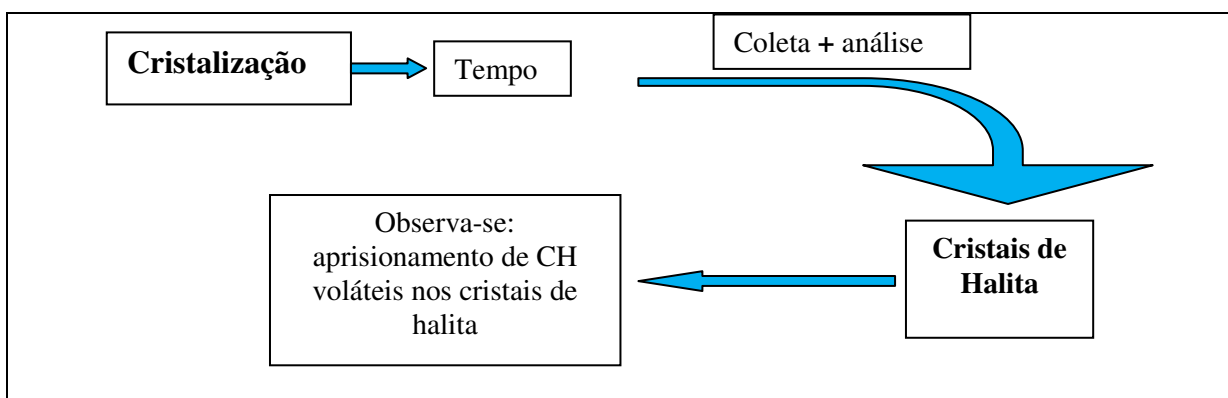 Cristalização
Tempo
Coleta + análise
Cristais de
Halita
Observa-se:
aprisionamento de CH
voláteis nos cristais de
halita